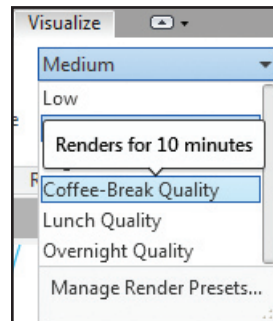 Visualize
Medium
Low
Renders for 10 minutes
Coffee-Break Quality
Lunch Quality
Overnight Quality
Manage Render Presets...